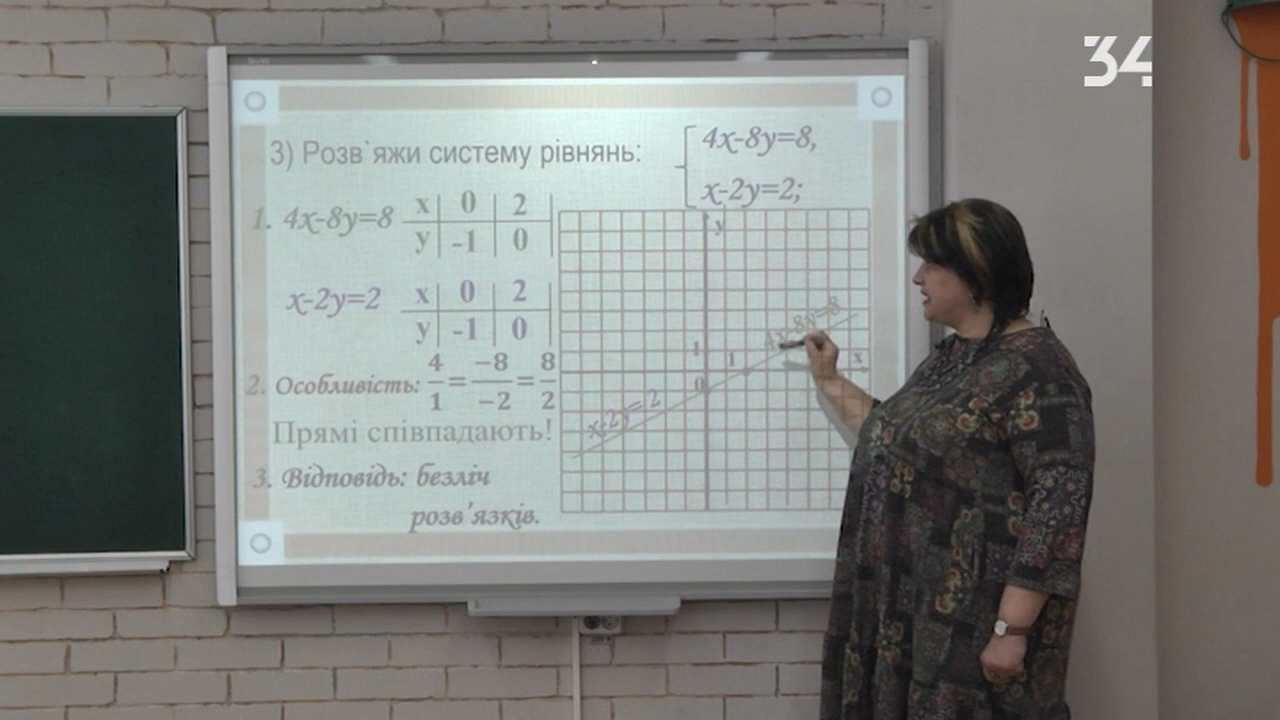 34
3) Розв`яжи систему рівнянь:
4x-8y=8,
x-2y=2;
1. 4x-8y=8
x | 0 | 2
y | -1 | 0
x-2y=2
x | 0 | 2
y | -1 | 0
2. Особливість: 4/1 = −8/−2 = 8/2
Прямі співпадають!
3. Відповідь: безліч
розв'язків.
y
4x-8y=8
1 1 x
0
x-2y=2